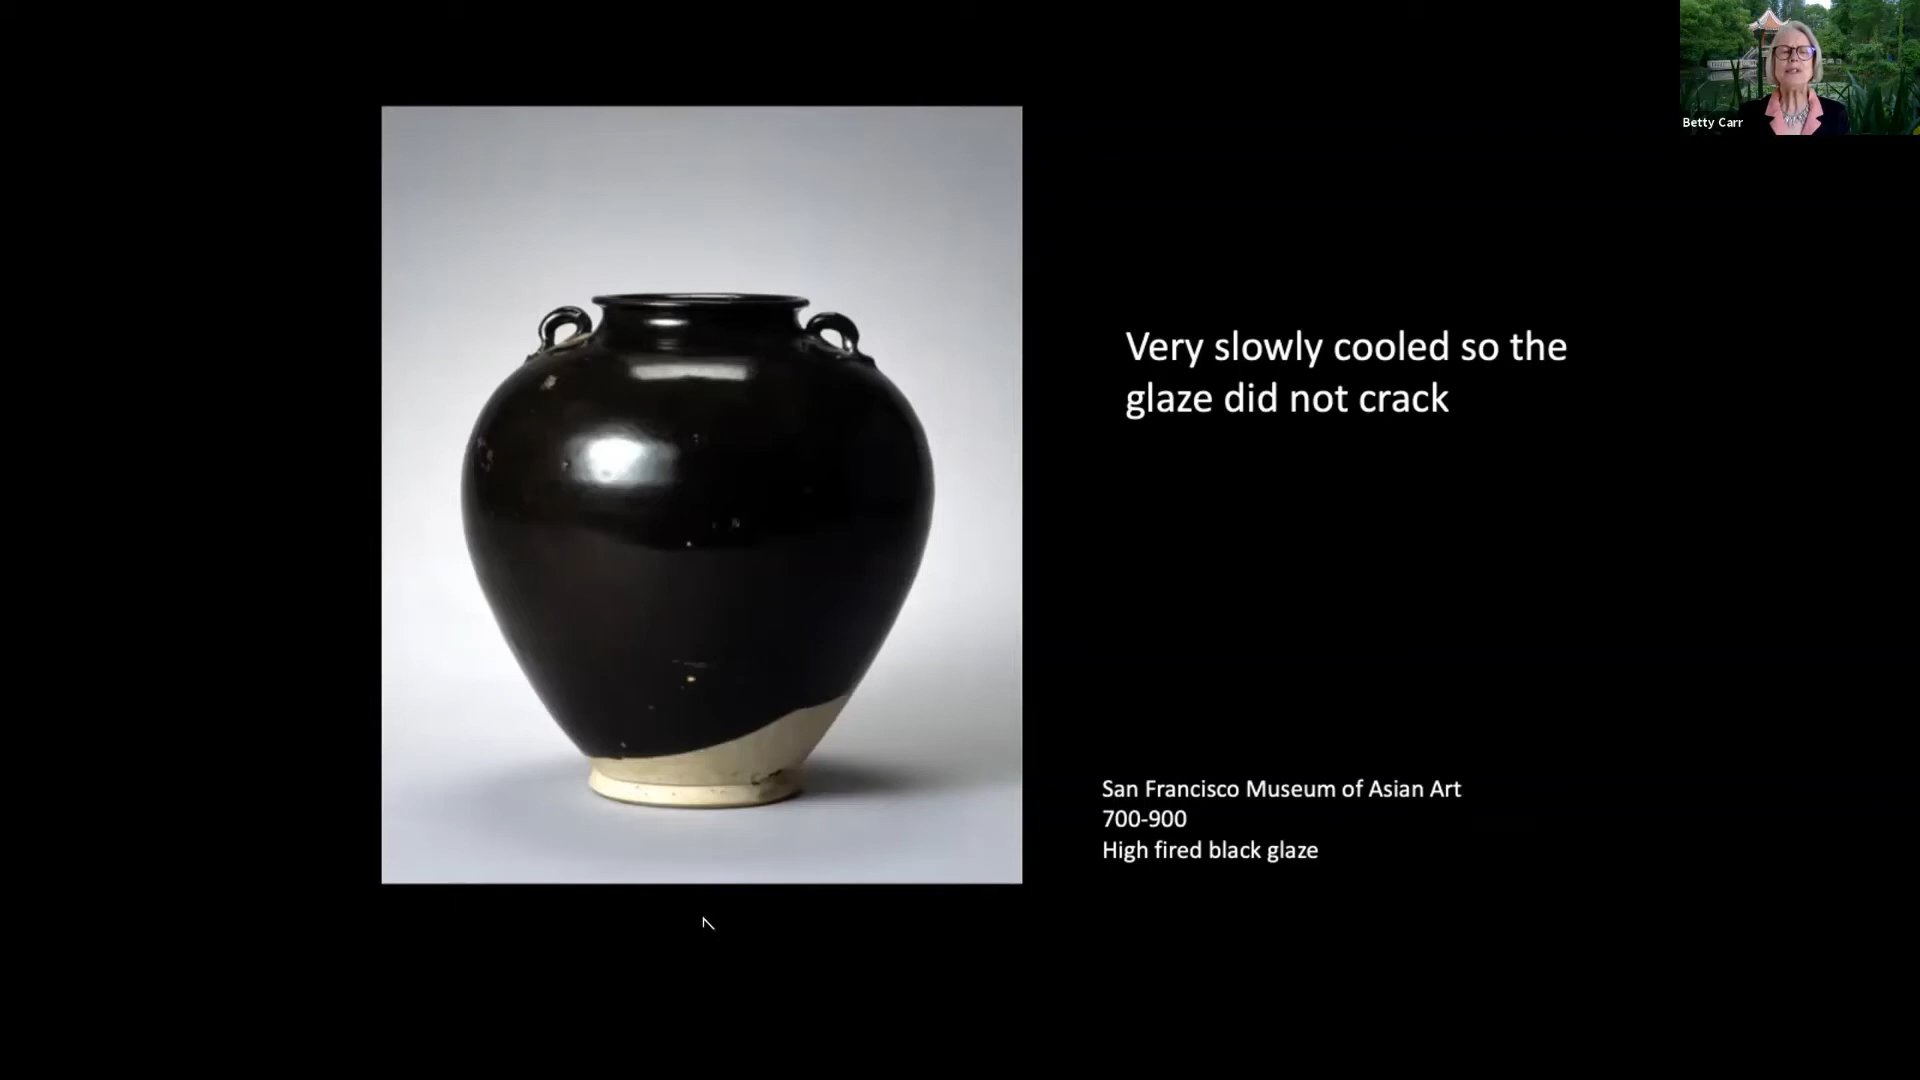 Betty Carr
Very slowly cooled so the
glaze did not crack
San Francisco Museum of Asian Art
700-900
High fired black glaze